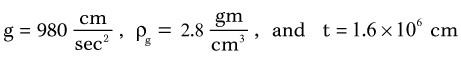 g = 980 cm/sec², ρ_g = 2.8 gm/cm³, and t = 1.6×10⁶ cm